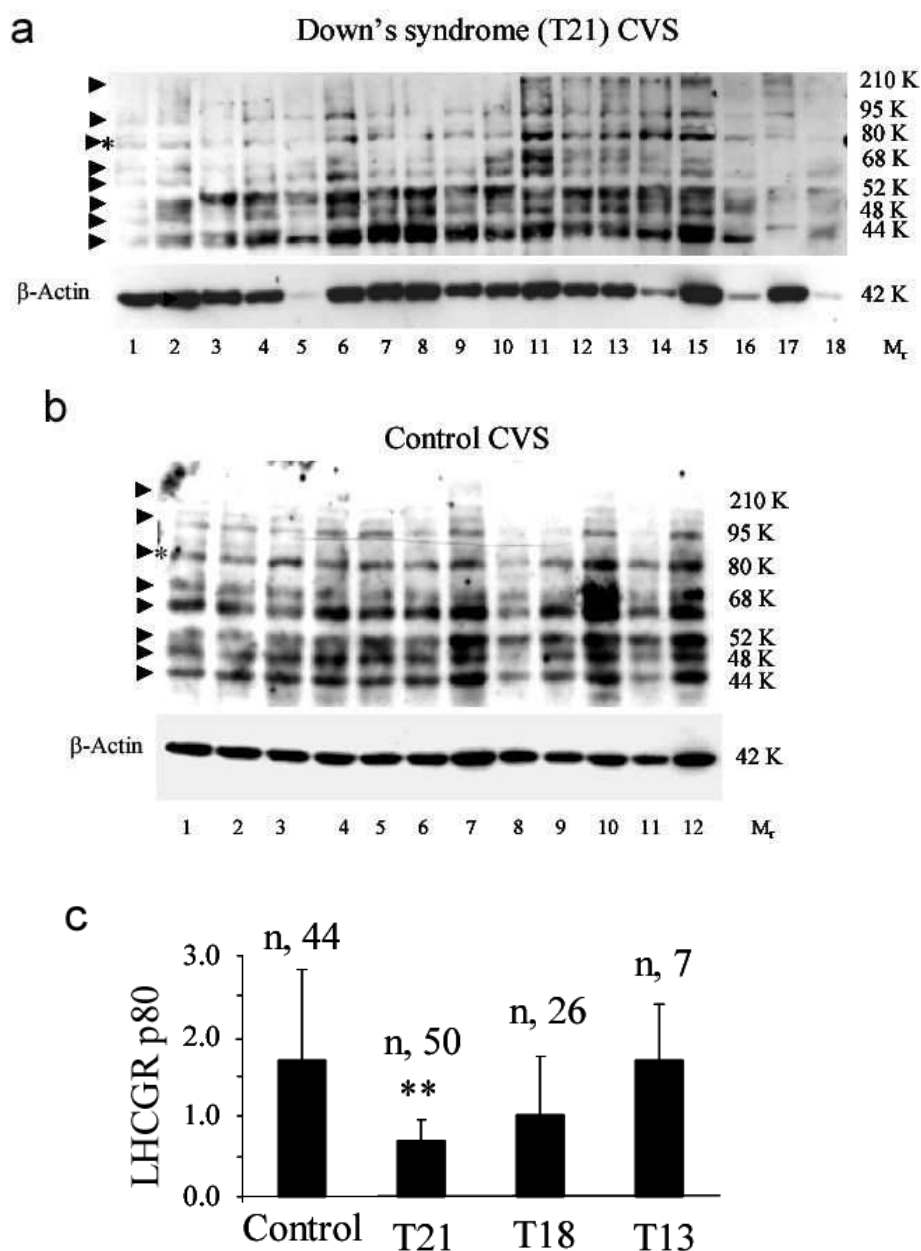 a
Down's syndrome (T21) CVS
210 K
95 K
*
80 K
68 K
52 K
48 K
44 K
β-Actin
42 K
1 2 3 4 5 6 7 8 9 10 11 12 13 14 15 16 17 18 Mr
b
Control CVS
210 K
95 K
*
80 K
68 K
52 K
48 K
44 K
β-Actin
42 K
1 2 3 4 5 6 7 8 9 10 11 12 Mr
c
LHCGR p80
3.0
2.0
1.0
0.0
n, 44
n, 50
**
n, 26
n, 7
Control T21 T18 T13